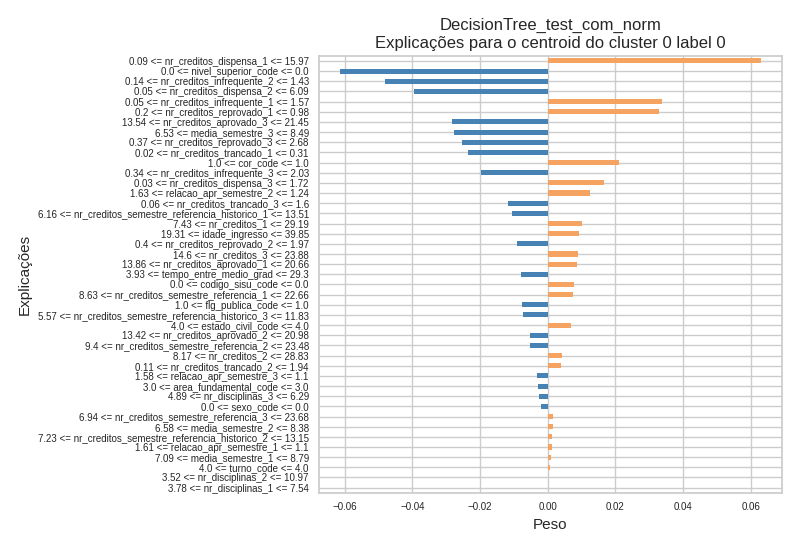 DecisionTree_test_com_norm
Explicações para o centroid do cluster 0 label 0
0.09 <= nr_creditos_dispensa_1 <= 15.97
0.0 <= nivel_superior_code <= 0.0
0.14 <= nr_creditos_infrequente_2 <= 1.43
0.05 <= nr_creditos_dispensa_2 <= 6.09
0.05 <= nr_creditos_infrequente_1 <= 1.57
0.2 <= nr_creditos_reprovado_1 <= 0.98
13.54 <= nr_creditos_aprovado_3 <= 21.45
6.53 <= media_semestre_3 <= 8.49
0.37 <= nr_creditos_reprovado_3 <= 2.68
0.02 <= nr_creditos_trancado_1 <= 0.31
1.0 <= cor_code <= 1.0
0.34 <= nr_creditos_infrequente_3 <= 2.03
0.03 <= nr_creditos_dispensa_3 <= 1.72
1.63 <= relacao_apr_semestre_2 <= 1.24
0.06 <= nr_creditos_trancado_3 <= 1.6
6.16 <= nr_creditos_semestre_referencia_historico_1 <= 13.51
7.43 <= nr_creditos_1 <= 29.19
19.31 <= idade_ingresso <= 39.85
0.4 <= nr_creditos_reprovado_2 <= 1.97
14.6 <= nr_creditos_3 <= 23.88
13.86 <= nr_creditos_aprovado_1 <= 20.66
3.93 <= tempo_entre_medio_grad <= 29.3
0.0 <= codigo_sisu_code <= 0.0
8.63 <= nr_creditos_semestre_referencia_1 <= 22.66
1.0 <= flg_publica_code <= 1.0
5.57 <= nr_creditos_semestre_referencia_historico_3 <= 11.83
4.0 <= estado_civil_code <= 4.0
13.42 <= nr_creditos_aprovado_2 <= 20.98
9.4 <= nr_creditos_semestre_referencia_2 <= 23.48
8.17 <= nr_creditos_2 <= 28.83
0.11 <= nr_creditos_trancado_2 <= 1.94
1.58 <= relacao_apr_semestre_3 <= 1.1
3.0 <= area_fundamental_code <= 3.0
4.89 <= nr_disciplinas_3 <= 6.29
0.0 <= sexo_code <= 0.0
6.94 <= nr_creditos_semestre_referencia_3 <= 23.68
6.58 <= media_semestre_2 <= 8.38
7.23 <= nr_creditos_semestre_referencia_historico_2 <= 13.15
1.61 <= relacao_apr_semestre_1 <= 1.1
7.09 <= media_semestre_1 <= 8.79
4.0 <= turno_code <= 4.0
3.52 <= nr_disciplinas_2 <= 10.97
3.78 <= nr_disciplinas_1 <= 7.54
Explicações
−0.06 −0.04 −0.02 0.00 0.02 0.04 0.06
Peso